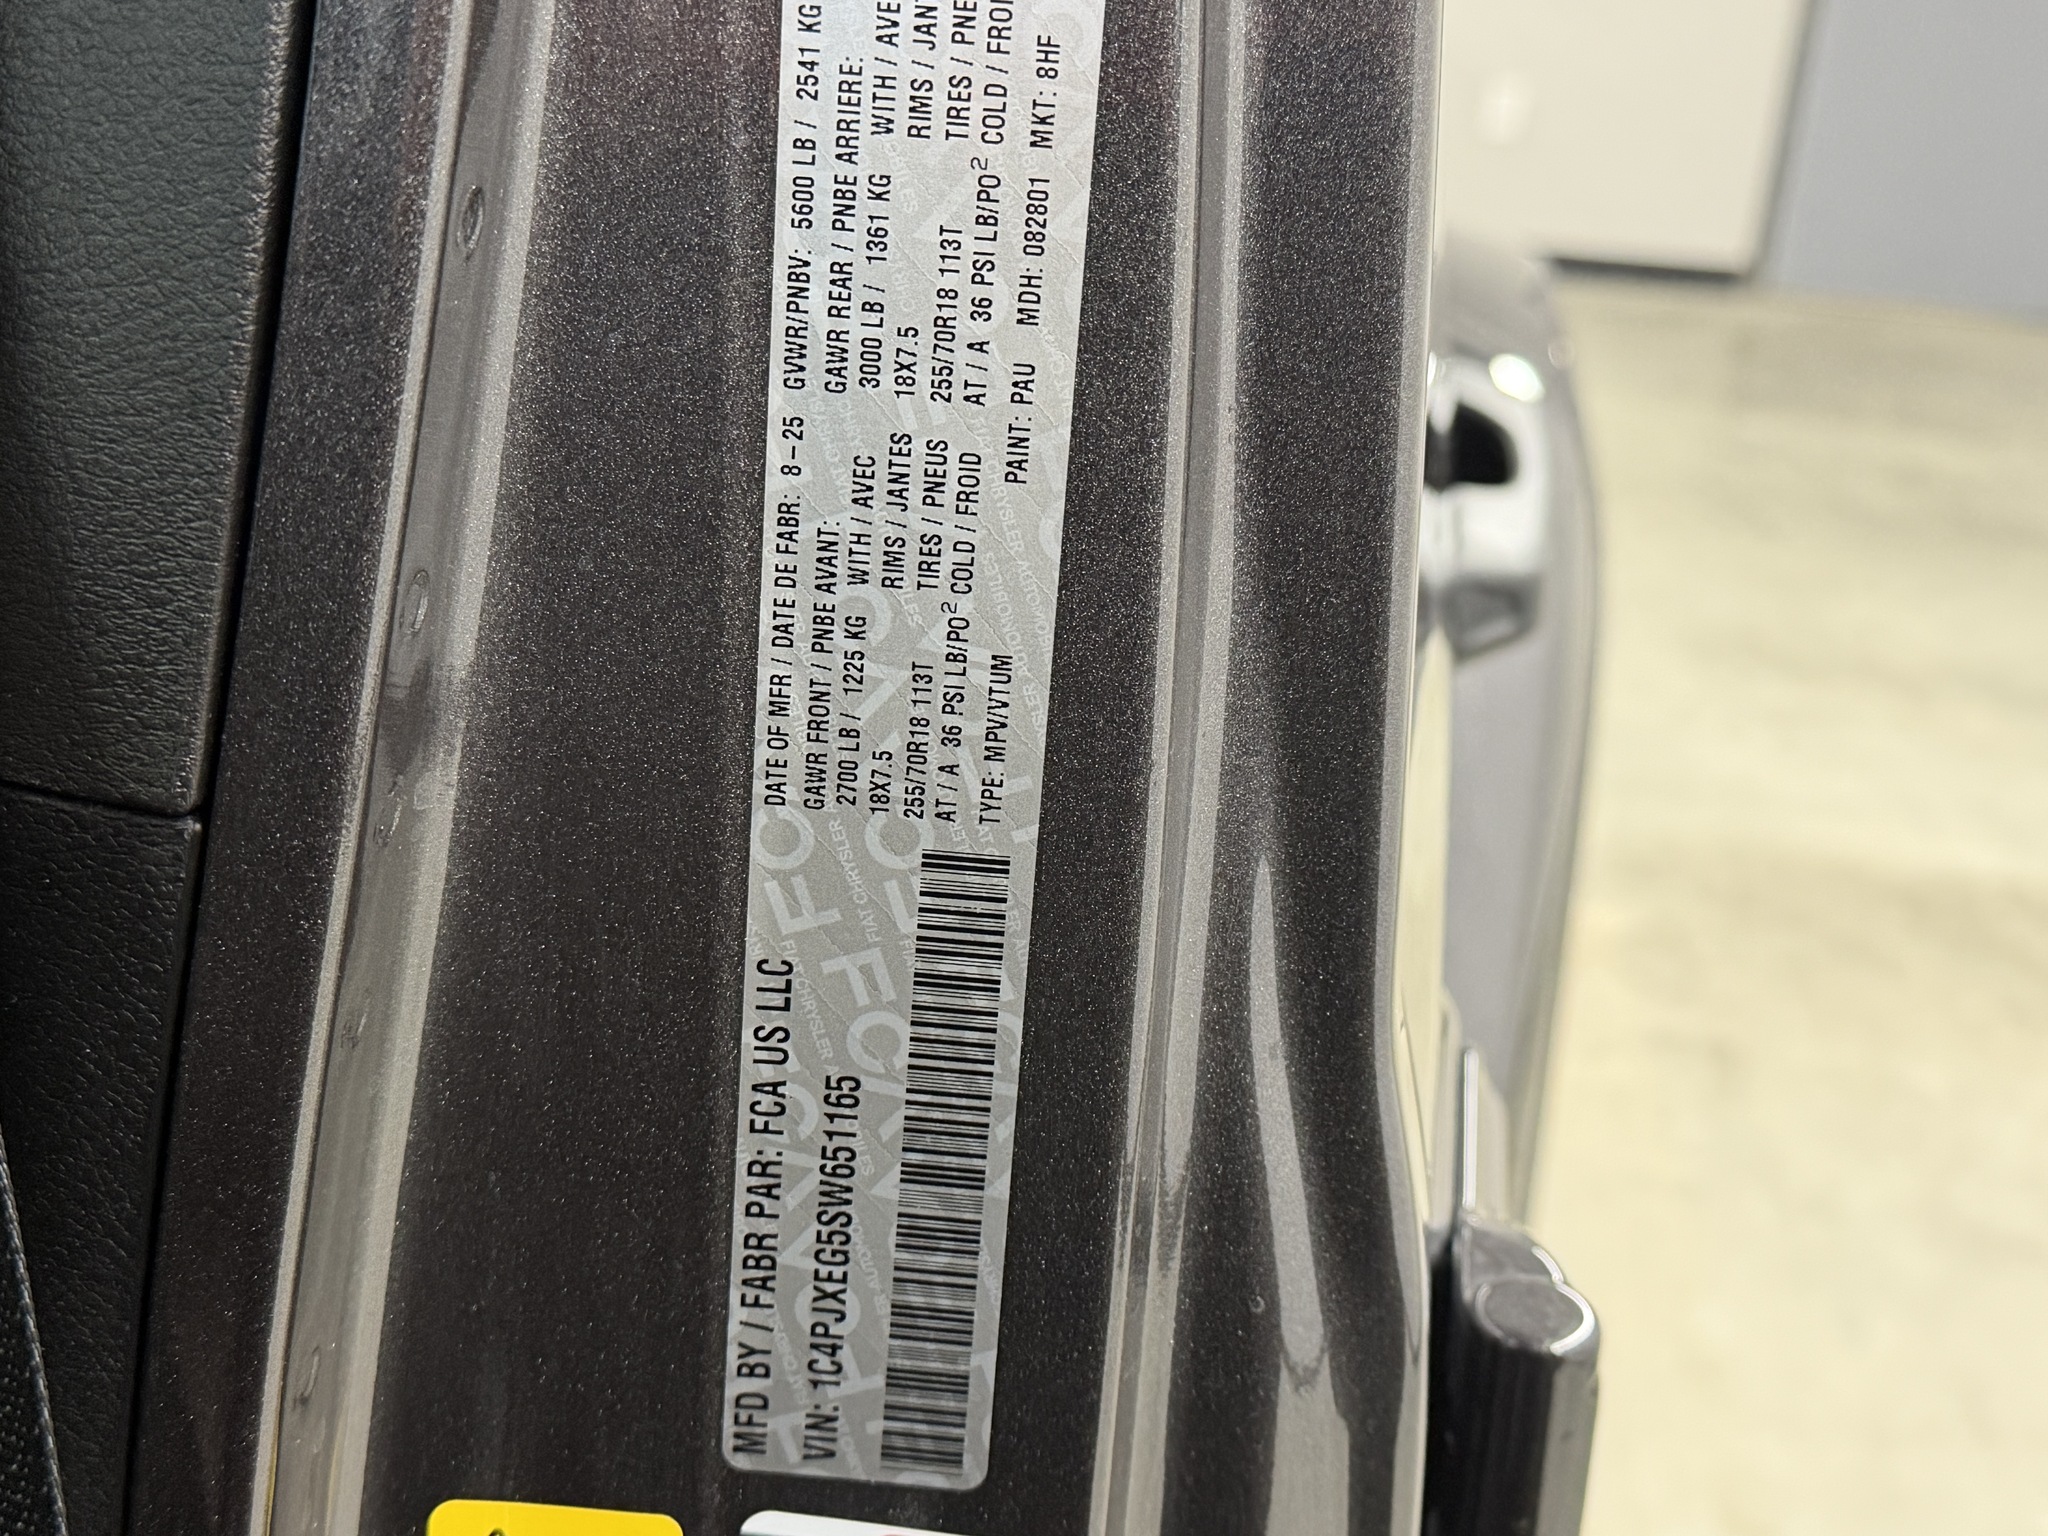 MFD BY / FABR PAR: FCA US LLC
VIN: 1C4PJXEG5SW651165
DATE OF MFR / DATE DE FABR: 8-25 GVWR/PNBV: 5600 LB / 2541 KG
GAWR FRONT / PNBE AVANT: GAWR REAR / PNBE ARRIERE:
2700 LB / 1225 KG WITH / AVEC 3000 LB / 1361 KG WITH /
18X7.5 RIMS / JANTES 18X7.5 RIMS /
255/70R18 113T TIRES / PNEUS 255/70R18 113T TIRES /
AT / A 36 PSI LB/PO² COLD / FROID AT / A 36 PSI LB/PO² COLD /
TYPE: MPV/VTUM PAINT: PAU MDH: 082801 MKT: 8HF